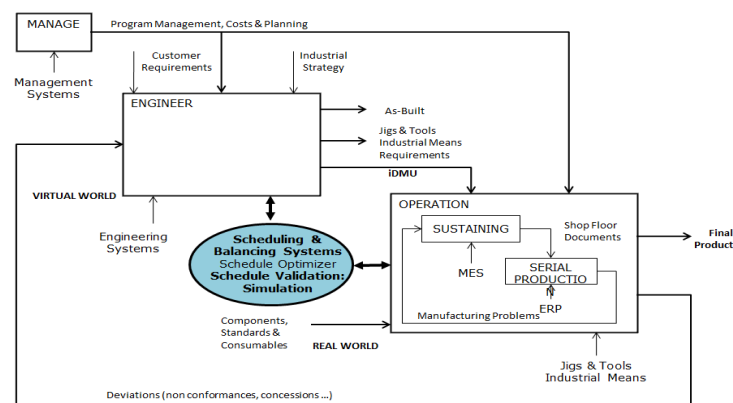 MANAGE
Program Management, Costs & Planning
Management
Systems
Customer
Requirements
Industrial
Strategy
ENGINEER
As-Built
Jigs & Tools
Industrial Means
Requirements
iDMU
VIRTUAL WORLD
Engineering
Systems
Scheduling &
Balancing Systems
Schedule Optimizer
Schedule Validation:
Simulation
OPERATION
SUSTAINING
Shop Floor
Documents
MES
SERIAL
PRODUCTIO
N
ERP
Manufacturing Problems
Final
Product
Components,
Standards &
Consumables
REAL WORLD
Jigs & Tools
Industrial Means
Deviations (non conformances, concessions ...)